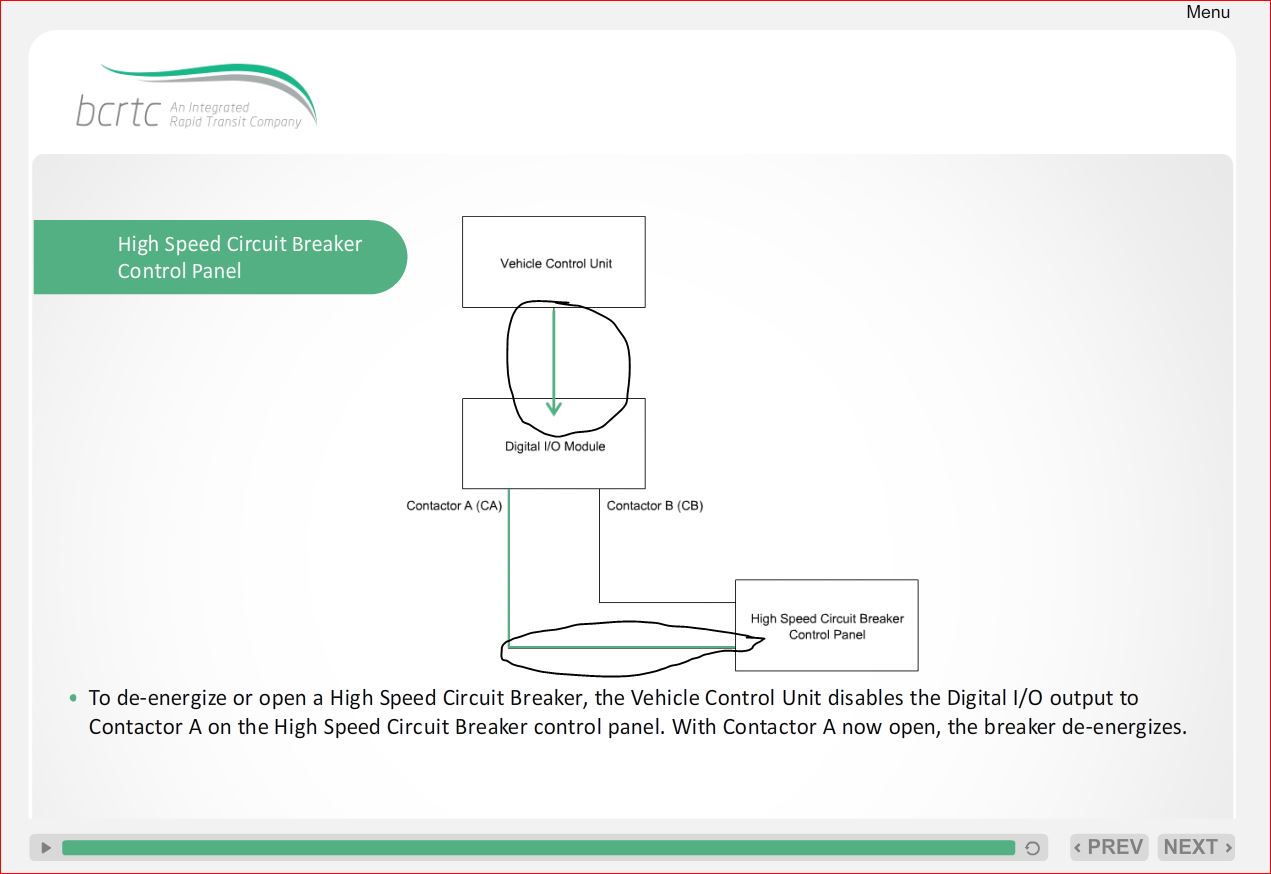 Menu
bcrtc An Integrated
Rapid Transit Company
High Speed Circuit Breaker
Control Panel
Vehicle Control Unit
Digital I/O Module
Contactor A (CA)
Contactor B (CB)
High Speed Circuit Breaker
Control Panel
• To de-energize or open a High Speed Circuit Breaker, the Vehicle Control Unit disables the Digital I/O output to
Contactor A on the High Speed Circuit Breaker control panel. With Contactor A now open, the breaker de-energizes.
‹ PREV
NEXT ›